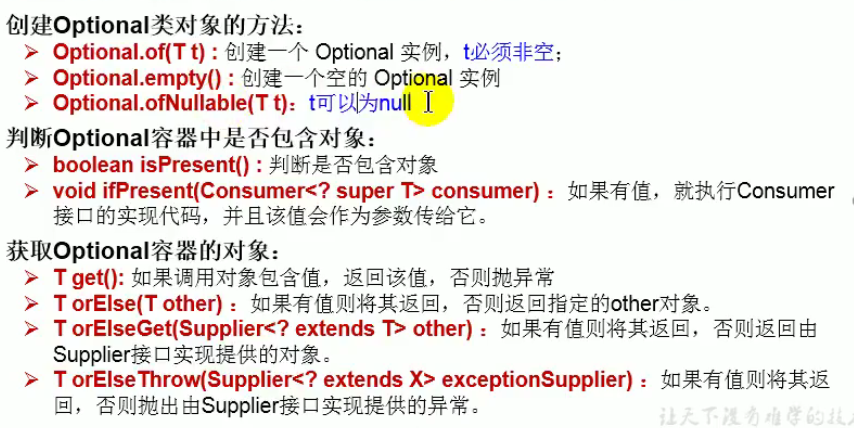 创建Optional类对象的方法：
➢ Optional.of(T t) : 创建一个 Optional 实例，t必须非空；
➢ Optional.empty() : 创建一个空的 Optional 实例
➢ Optional.ofNullable(T t)：t可以为null
判断Optional容器中是否包含对象：
➢ boolean isPresent() : 判断是否包含对象
➢ void ifPresent(Consumer<? super T> consumer) ：如果有值，就执行Consumer
接口的实现代码，并且该值会作为参数传给它。
获取Optional容器的对象：
➢ T get(): 如果调用对象包含值，返回该值，否则抛异常
➢ T orElse(T other) ：如果有值则将其返回，否则返回指定的other对象。
➢ T orElseGet(Supplier<? extends T> other) ：如果有值则将其返回，否则返回由
Supplier接口实现提供的对象。
➢ T orElseThrow(Supplier<? extends X> exceptionSupplier) ：如果有值则将其返
回，否则抛出由Supplier接口实现提供的异常。
让天下没有难学的技